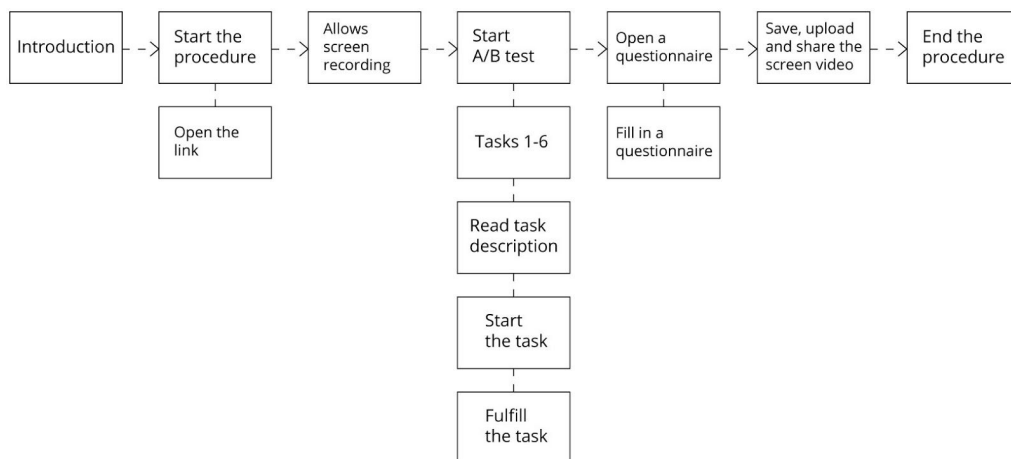 Introduction
Start the
procedure
Allows
screen
recording
Start
A/B test
Open a
questionnaire
Save, upload
and share the
screen video
End the
procedure
Open the
link
Tasks 1-6
Fill in a
questionnaire
Read task
description
Start
the task
Fulfill
the task